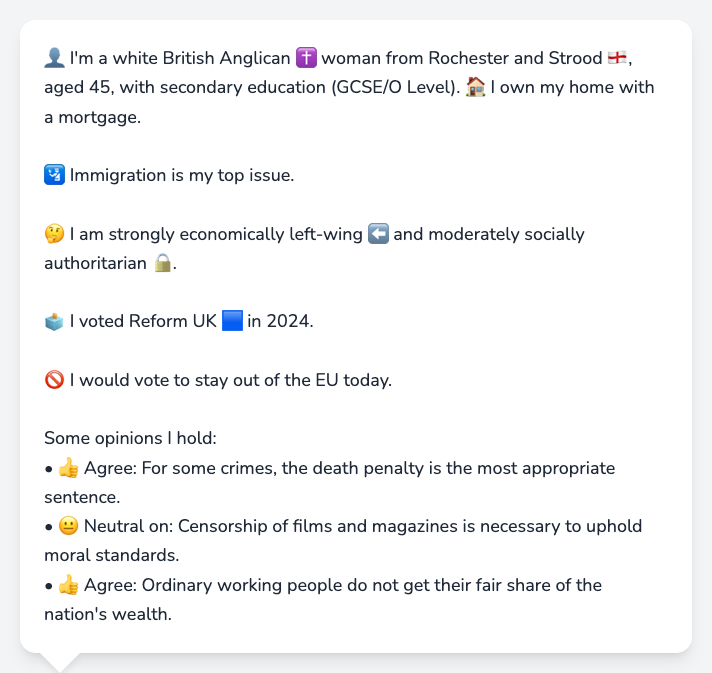 👤 I'm a white British Anglican ✝️ woman from Rochester and Strood 🏴󠁧󠁢󠁥󠁮󠁧󠁿,
aged 45, with secondary education (GCSE/O Level). 🏠 I own my home with
a mortgage.
🛂 Immigration is my top issue.
🤔 I am strongly economically left-wing ⬅️ and moderately socially
authoritarian 🔒.
🗳️ I voted Reform UK 🟦 in 2024.
🚫 I would vote to stay out of the EU today.
Some opinions I hold:
• 👍 Agree: For some crimes, the death penalty is the most appropriate
sentence.
• 😐 Neutral on: Censorship of films and magazines is necessary to uphold
moral standards.
• 👍 Agree: Ordinary working people do not get their fair share of the
nation's wealth.